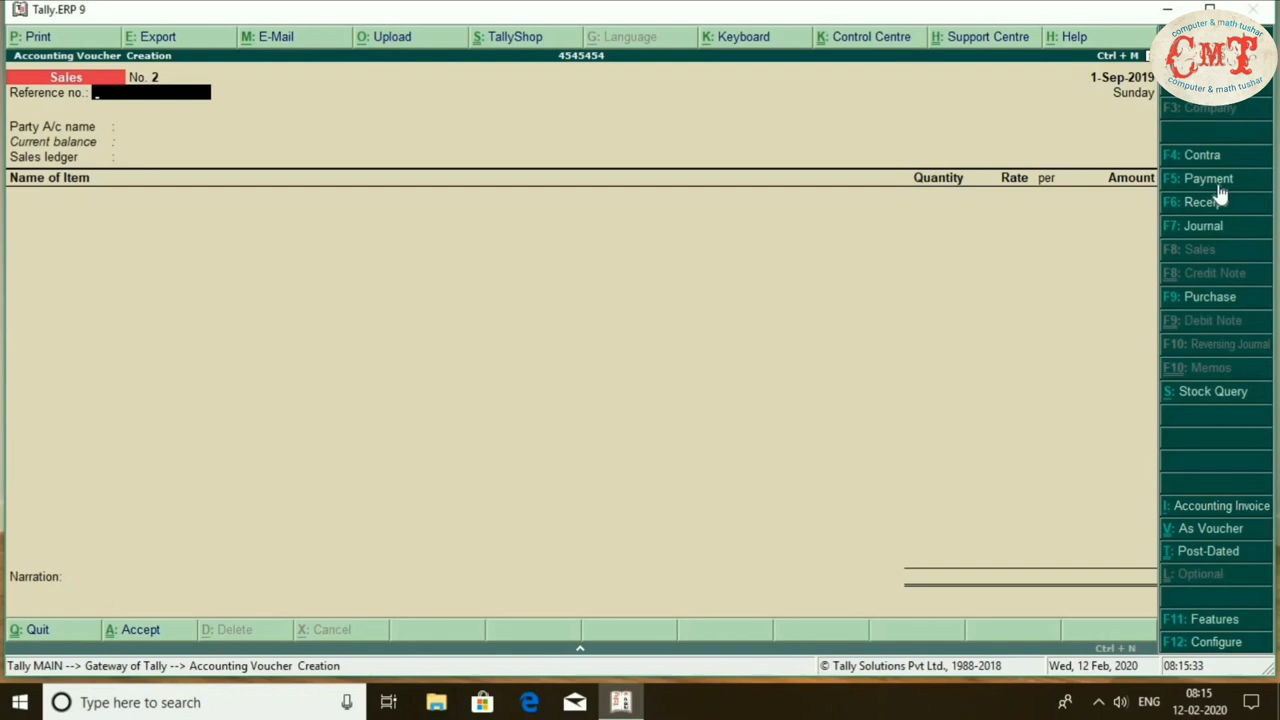 Tally.ERP 9
P: Print E: Export M: E-Mail O: Upload S: TallyShop G: Language K: Keyboard K: Control Centre H: Support Centre H: Help
Accounting Voucher Creation 4545454 Ctrl + M
computer & math tushar
CMT
computer & math tushar
Sales No. 2 1-Sep-2019
Reference no.: Sunday
Party A/c name :
Current balance :
Sales ledger :
Name of Item Quantity Rate per Amount
F3: Company
F4: Contra
F5: Payment
F6:
F7: Journal
F8: Sales
F8: Credit Note
F9: Purchase
F9: Debit Note
F10: Reversing Journal
F10: Memos
S: Stock Query
I: Accounting Invoice
V: As Voucher
T: Post-Dated
L: Optional
F11: Features
F12: Configure
Narration:
Q: Quit A: Accept D: Delete X: Cancel
Ctrl + N
Tally MAIN --> Gateway of Tally --> Accounting Voucher Creation © Tally Solutions Pvt Ltd., 1988-2018 Wed, 12 Feb, 2020 08:15:33
Type here to search ENG 08:15
12-02-2020